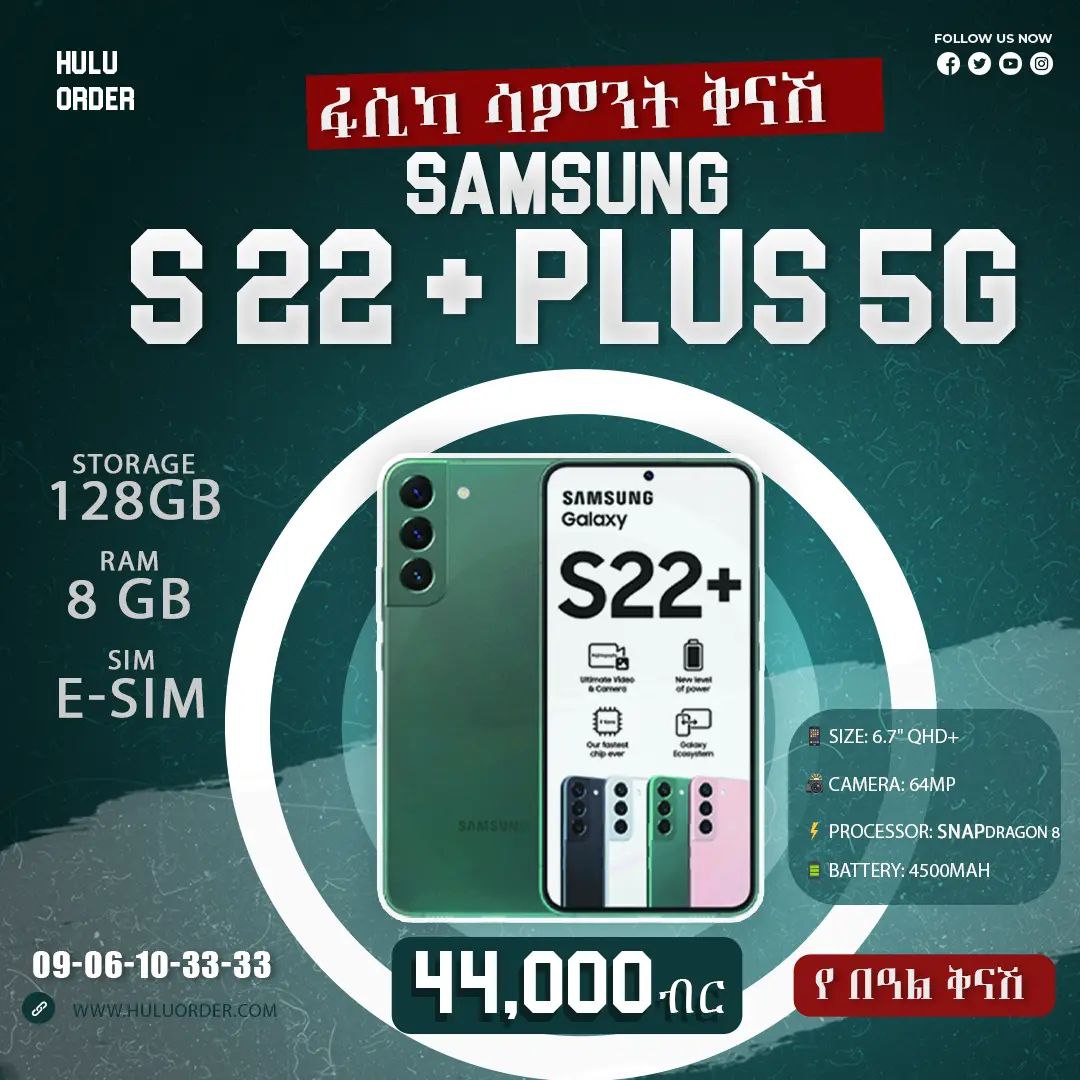 HULU
ORDER
FOLLOW US NOW
ፋሲካ ሳምንት ቅናሽ
SAMSUNG
S 22 + PLUS 5G
STORAGE
128GB
RAM
8 GB
SIM
E-SIM
SAMSUNG
Galaxy
S22+
Ultimate Video
& Camera
New level
of power
Our fastest
chip ever
Galaxy
Ecosystem
SAMSUNG
SIZE: 6.7" QHD+
CAMERA: 64MP
PROCESSOR: SNAPDRAGON 8
BATTERY: 4500MAH
09-06-10-33-33
WWW.HULUORDER.COM
44,000 ብር
የ በዓል ቅናሽ